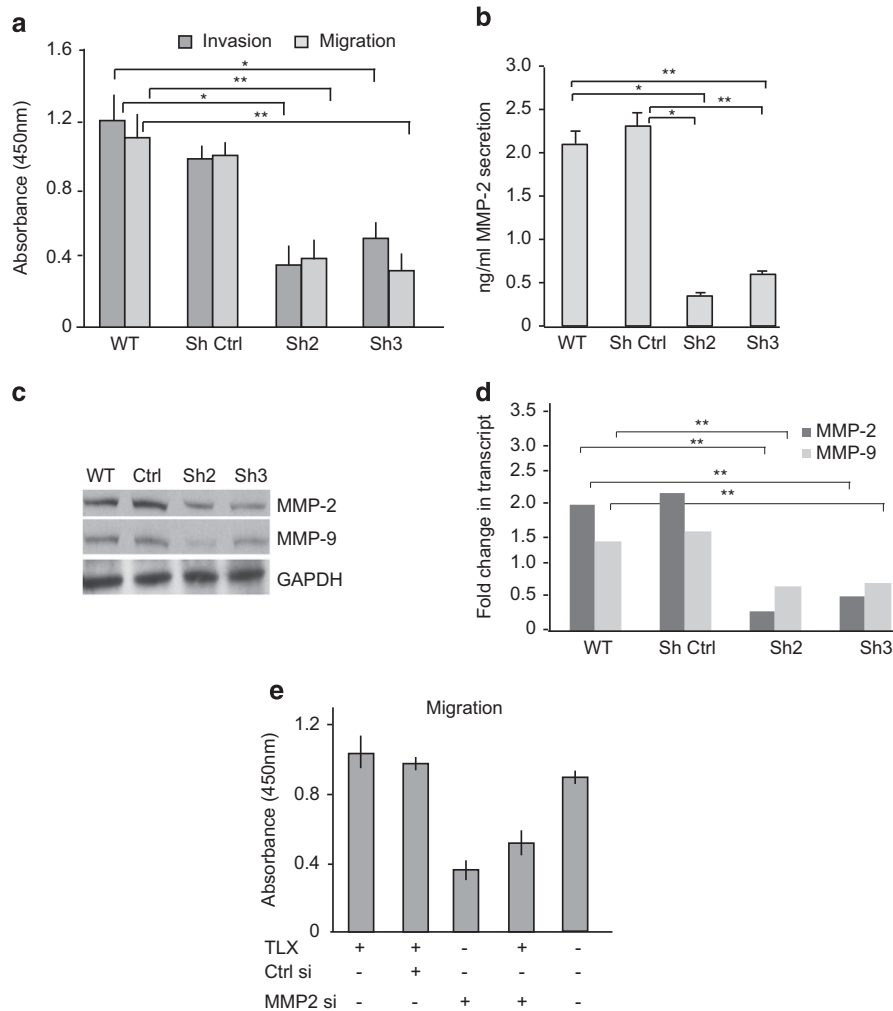 a
Invasion Migration
1.6
1.2
0.8
0.4
0
Absorbance (450nm)
*
**
*
**
WT Sh Ctrl Sh2 Sh3
b
3.0
2.5
2.0
1.5
1.0
0.5
0
ng/ml MMP-2 secretion
**
*
**
*
WT Sh Ctrl Sh2 Sh3
c
WT Ctrl Sh2 Sh3
MMP-2
MMP-9
GAPDH
d
3.5
3.0
2.5
2.0
1.5
1.0
0.5
0
Fold change in transcript
MMP-2
MMP-9
**
**
**
**
WT Sh Ctrl Sh2 Sh3
e
Migration
1.2
0.8
0.4
0
Absorbance (450nm)
TLX + + - + -
Ctrl si - + - - -
MMP2 si - - + + -